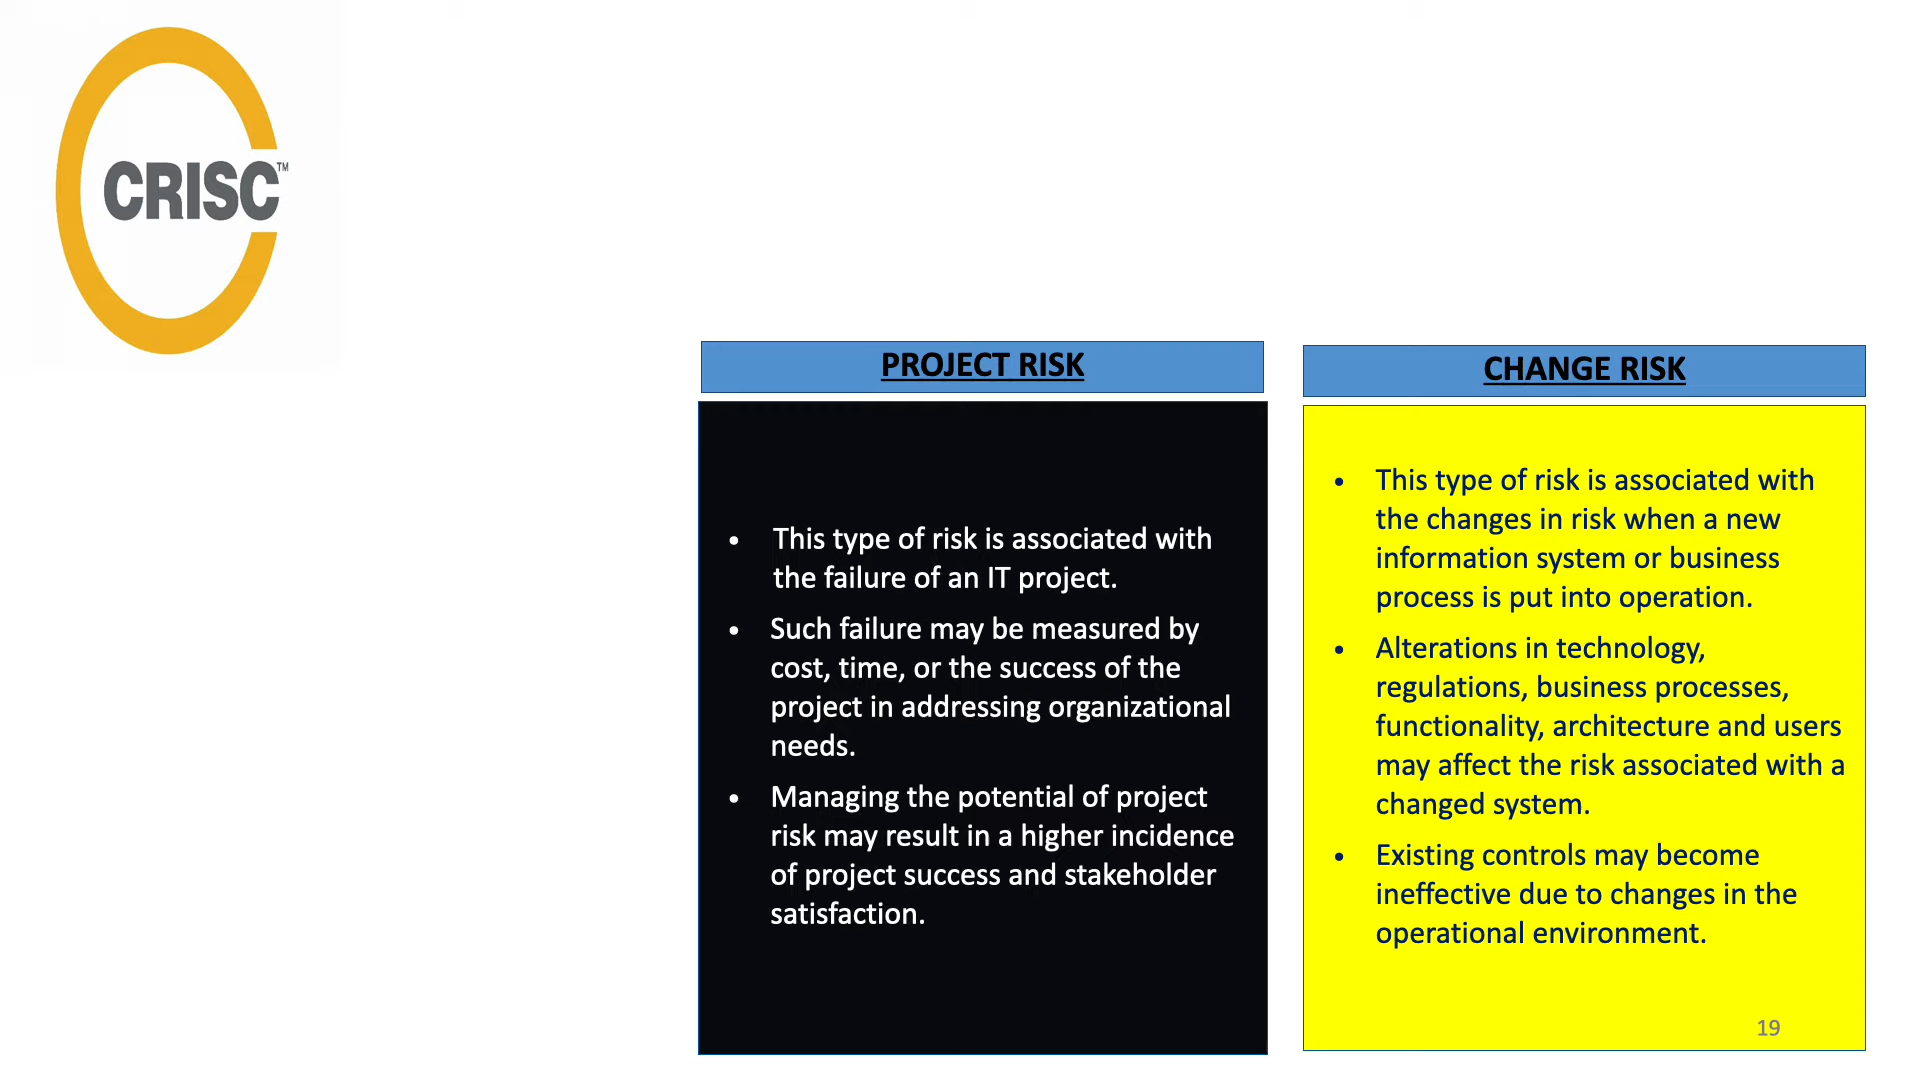 CRISC™
PROJECT RISK
• This type of risk is associated with
the failure of an IT project.
• Such failure may be measured by
cost, time, or the success of the
project in addressing organizational
needs.
• Managing the potential of project
risk may result in a higher incidence
of project success and stakeholder
satisfaction.
CHANGE RISK
• This type of risk is associated with
the changes in risk when a new
information system or business
process is put into operation.
• Alterations in technology,
regulations, business processes,
functionality, architecture and users
may affect the risk associated with a
changed system.
• Existing controls may become
ineffective due to changes in the
operational environment.
19